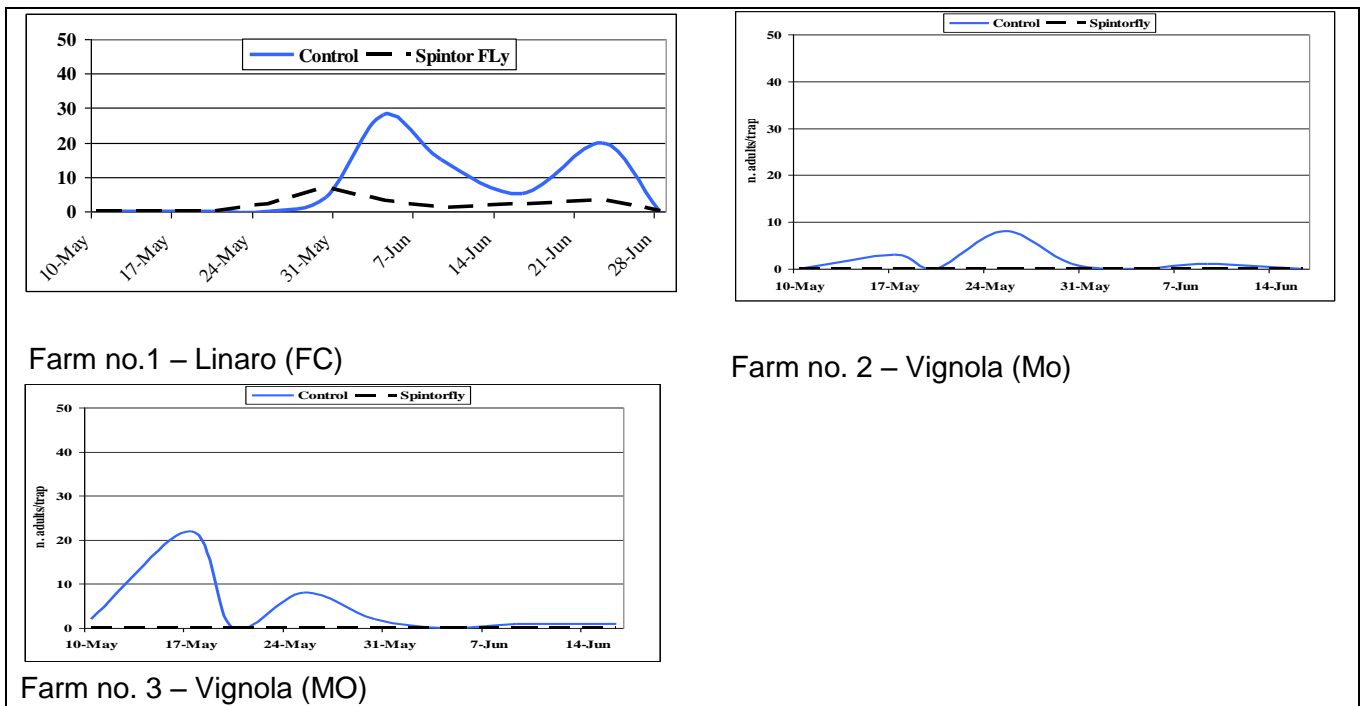 50
40
30
20
10
0
Control Spintor FLy
10-May 17-May 24-May 31-May 7-Jun 14-Jun 21-Jun 28-Jun
Farm no.1 – Linaro (FC)
Control Spintorfly
n. adults/trap
50
40
30
20
10
0
10-May 17-May 24-May 31-May 7-Jun 14-Jun
Farm no. 2 – Vignola (Mo)
Control Spintorfly
n. adults/trap
50
40
30
20
10
0
10-May 17-May 24-May 31-May 7-Jun 14-Jun
Farm no. 3 – Vignola (MO)